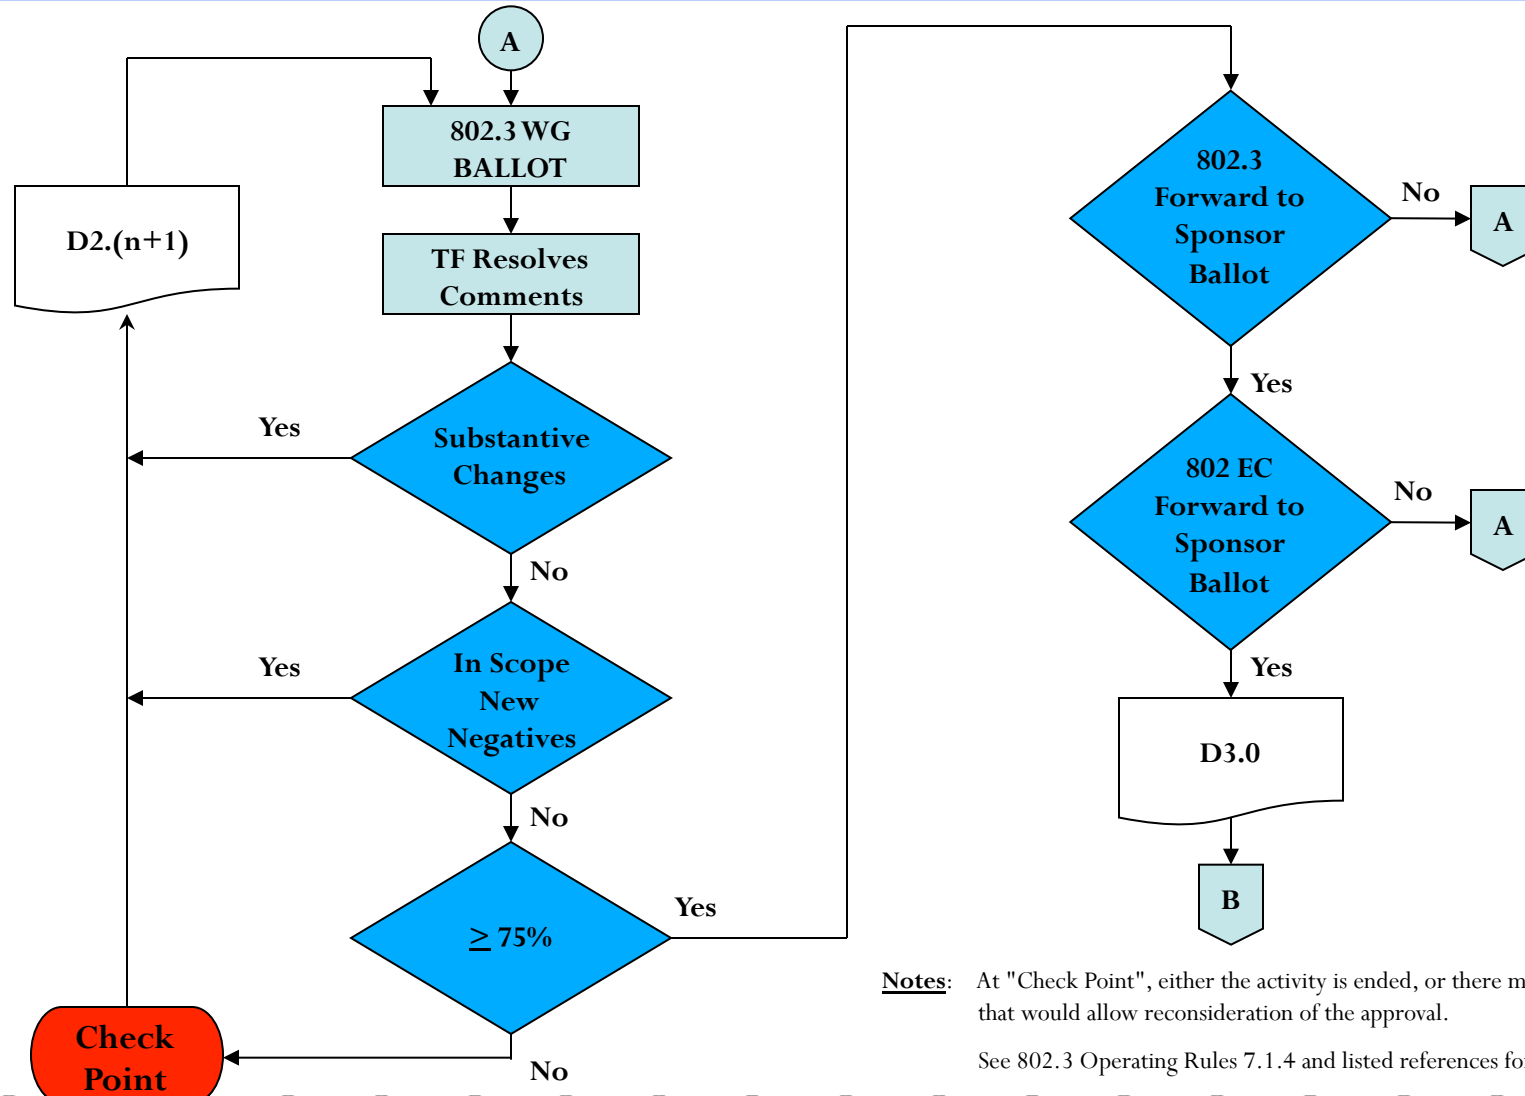 A
802.3 WG
BALLOT
D2.(n+1)
TF Resolves
Comments
Yes
Substantive
Changes
No
Yes
In Scope
New
Negatives
No
≥ 75%
Yes
No
Check
Point
802.3
Forward to
Sponsor
Ballot
No
A
Yes
802 EC
Forward to
Sponsor
Ballot
No
A
Yes
D3.0
B
Notes: At "Check Point", either the activity is ended, or there
that would allow reconsideration of the approval.
See 802.3 Operating Rules 7.1.4 and listed references